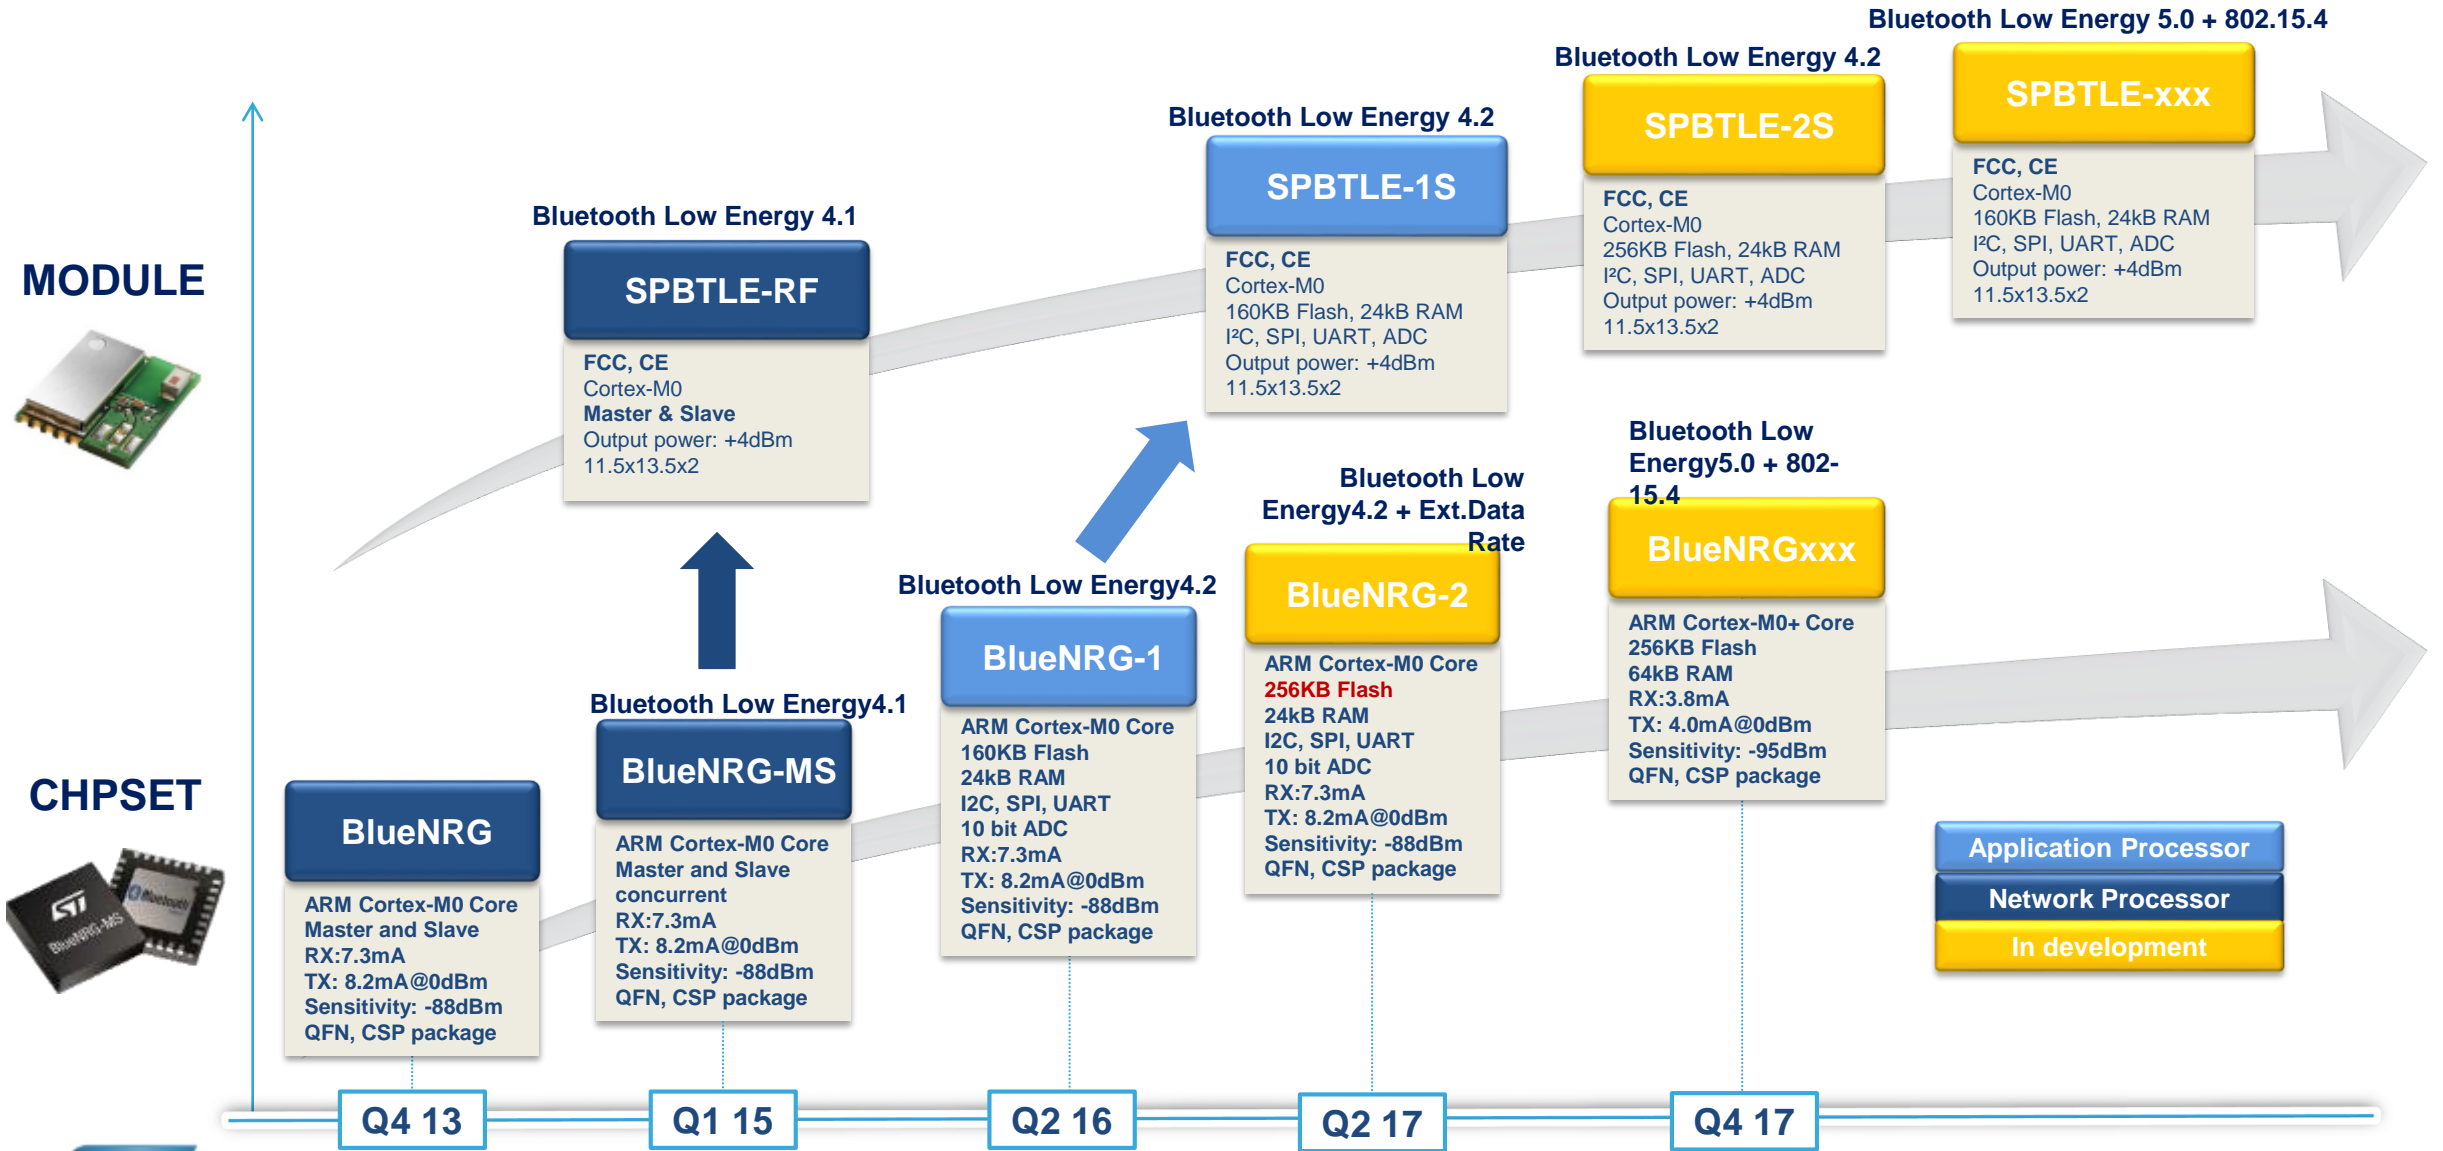 Bluetooth Low Energy 5.0 + 802.15.4
Bluetooth Low Energy 4.2
SPBTLE-xxx
FCC, CE
Cortex-M0
160KB Flash, 24kB RAM
I²C, SPI, UART, ADC
Output power: +4dBm
11.5x13.5x2
SPBTLE-2S
FCC, CE
Cortex-M0
256KB Flash, 24kB RAM
I²C, SPI, UART, ADC
Output power: +4dBm
11.5x13.5x2
Bluetooth Low Energy 4.2
SPBTLE-1S
FCC, CE
Cortex-M0
160KB Flash, 24kB RAM
I²C, SPI, UART, ADC
Output power: +4dBm
11.5x13.5x2
Bluetooth Low Energy 4.1
SPBTLE-RF
FCC, CE
Cortex-M0
Master & Slave
Output power: +4dBm
11.5x13.5x2
MODULE
CHPSET
ST
BlueNRG-MS
Bluetooth
BlueNRG
ARM Cortex-M0 Core
Master and Slave
RX:7.3mA
TX: 8.2mA@0dBm
Sensitivity: -88dBm
QFN, CSP package
Bluetooth Low Energy4.1
BlueNRG-MS
ARM Cortex-M0 Core
Master and Slave
concurrent
RX:7.3mA
TX: 8.2mA@0dBm
Sensitivity: -88dBm
QFN, CSP package
Bluetooth Low Energy4.2
BlueNRG-1
ARM Cortex-M0 Core
160KB Flash
24kB RAM
I2C, SPI, UART
10 bit ADC
RX:7.3mA
TX: 8.2mA@0dBm
Sensitivity: -88dBm
QFN, CSP package
Bluetooth Low
Energy4.2 + Ext.Data
Rate
BlueNRG-2
ARM Cortex-M0 Core
256KB Flash
24kB RAM
I2C, SPI, UART
10 bit ADC
RX:7.3mA
TX: 8.2mA@0dBm
Sensitivity: -88dBm
QFN, CSP package
Bluetooth Low
Energy5.0 + 802-
15.4
BlueNRGxxx
ARM Cortex-M0+ Core
256KB Flash
64kB RAM
RX:3.8mA
TX: 4.0mA@0dBm
Sensitivity: -95dBm
QFN, CSP package
Application Processor
Network Processor
In development
Q4 13
Q1 15
Q2 16
Q2 17
Q4 17